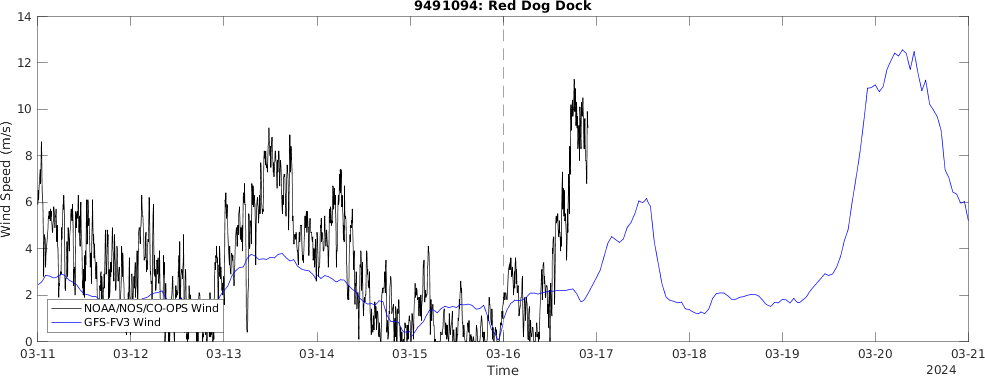 9491094: Red Dog Dock
Wind Speed (m/s)
14
12
10
8
6
4
2
0
NOAA/NOS/CO-OPS Wind
GFS-FV3 Wind
03-11 03-12 03-13 03-14 03-15 03-16 03-17 03-18 03-19 03-20 03-21
Time
2024